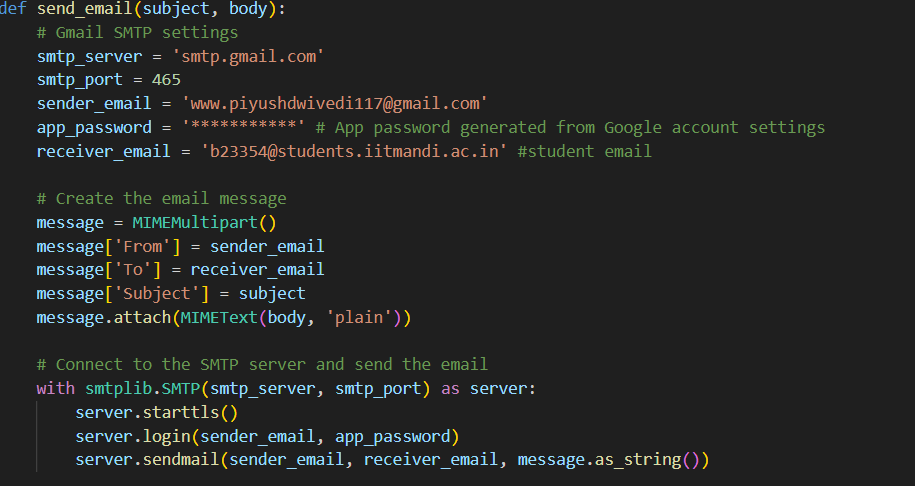 def send_email(subject, body):
    # Gmail SMTP settings
    smtp_server = 'smtp.gmail.com'
    smtp_port = 465
    sender_email = 'www.piyushdwivedi117@gmail.com'
    app_password = '***********' # App password generated from Google account settings
    receiver_email = 'b23354@students.iitmandi.ac.in' #student email

    # Create the email message
    message = MIMEMultipart()
    message['From'] = sender_email
    message['To'] = receiver_email
    message['Subject'] = subject
    message.attach(MIMEText(body, 'plain'))

    # Connect to the SMTP server and send the email
    with smtplib.SMTP(smtp_server, smtp_port) as server:
        server.starttls()
        server.login(sender_email, app_password)
        server.sendmail(sender_email, receiver_email, message.as_string())